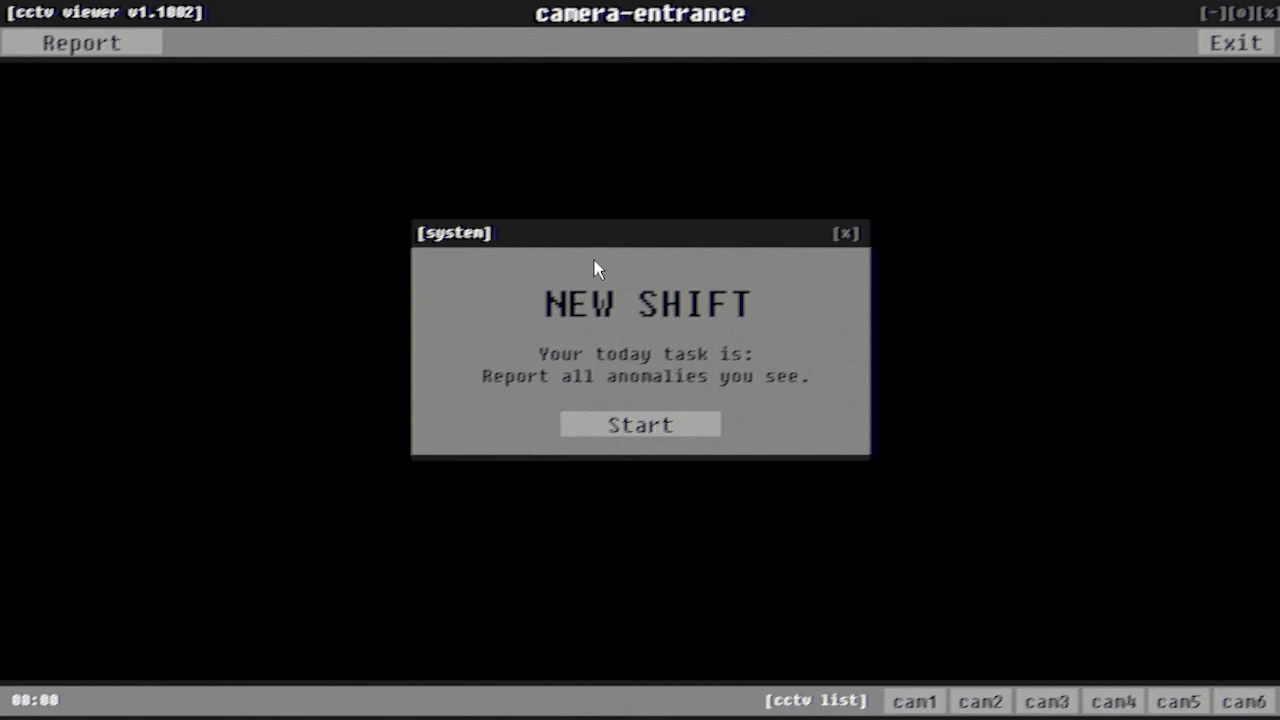 [cctv viewer v1.1002]
camera-entrance
[-][o][x]
Report
Exit
[system]
[x]
NEW SHIFT
Your today task is:
Report all anomalies you see.
Start
00:00
[cctv list]
cam1
cam2
cam3
cam4
cam5
cam6